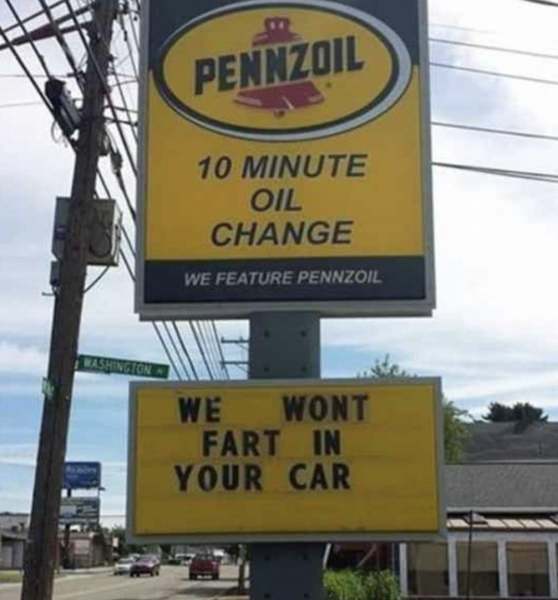 PENNZOIL
10 MINUTE
OIL
CHANGE
WE FEATURE PENNZOIL
WASHINGTON
WE WONT
FART IN
YOUR CAR